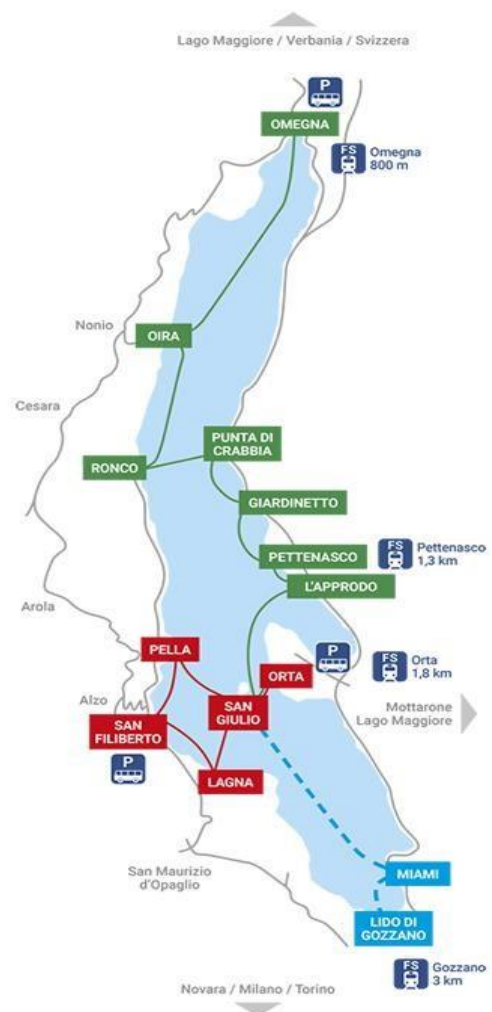 Lago Maggiore / Verbania / Svizzera
P
OMEGNA
FS
Omegna
800 m
Nonio
OIRA
Cesara
PUNTA DI
CRABBIA
RONCO
GIARDINETTO
PETTENASCO
FS
Pettenasco
1,3 km
L'APPRODO
Arola
PELLA
P
ORTA
FS
Orta
1,8 km
Alzo
SAN
GIULIO
Mottarone
Lago Maggiore
SAN
FILIBERTO
P
LAGNA
San Maurizio
d'Opaglio
MIAMI
LIDO DI
GOZZANO
FS
Gozzano
3 km
Novara / Milano / Torino